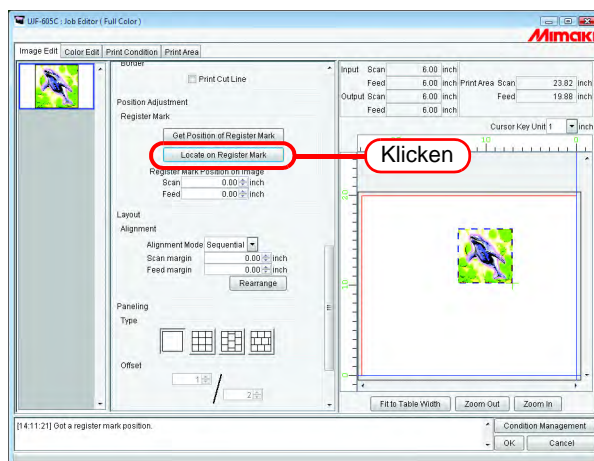 UJF-605C : Job Editor ( Full Color )
Mimaki
Image Edit Color Edit Print Condition Print Area
Border
Print Cut Line
Position Adjustment
Register Mark
Get Position of Register Mark
Locate on Register Mark
Klicken
Register Mark Position on Image
Scan 0.00 inch
Feed 0.00 inch
Layout
Alignment
Alignment Mode Sequential
Scan margin 0.00 inch
Feed margin 0.00 inch
Rearrange
Paneling
Type
Offset
1
/
2
Input Scan 6.00 inch
Feed 6.00 inch Print Area Scan 23.82 inch
Output Scan 6.00 inch Feed 19.88 inch
Feed 6.00 inch
Cursor Key Unit 1 inch
10 0
20
10
0
Fit to Table Width Zoom Out Zoom In
[14:11:21] Got a register mark position.
Condition Management
OK Cancel